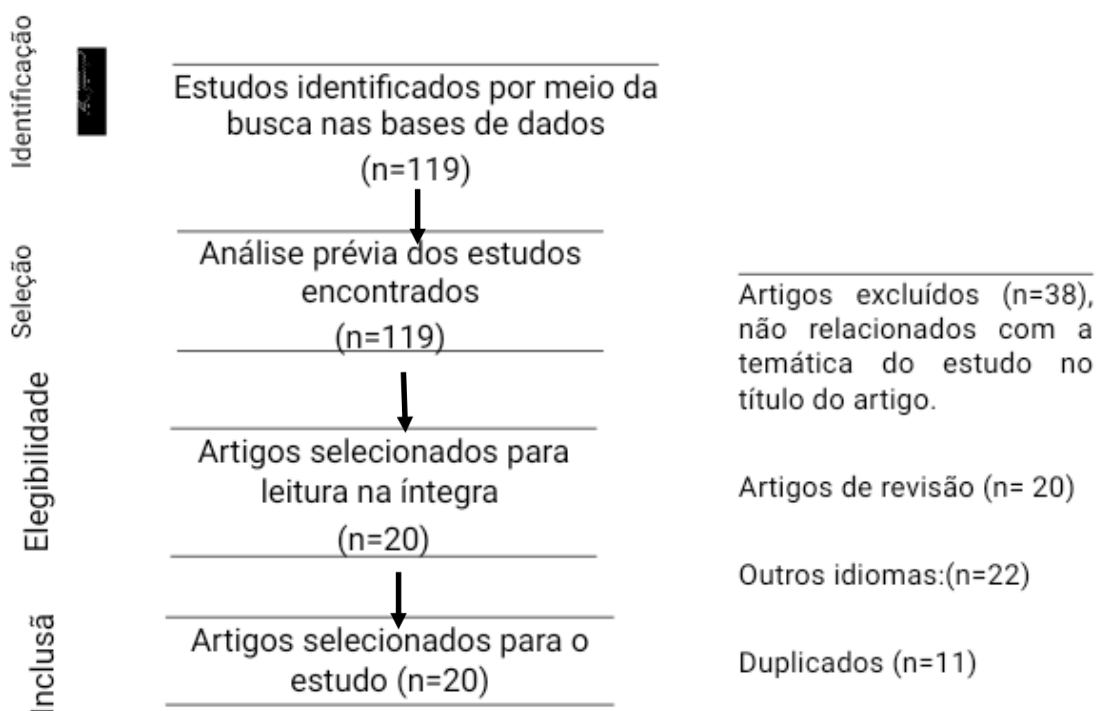 Identificação
Estudos identificados por meio da
busca nas bases de dados
(n=119)
Seleção
Análise prévia dos estudos
encontrados
(n=119)
Artigos excluídos (n=38),
não relacionados com a
temática do estudo no
título do artigo.
Elegibilidade
Artigos selecionados para
leitura na íntegra
(n=20)
Artigos de revisão (n= 20)
Outros idiomas:(n=22)
Inclusã
Artigos selecionados para o
estudo (n=20)
Duplicados (n=11)